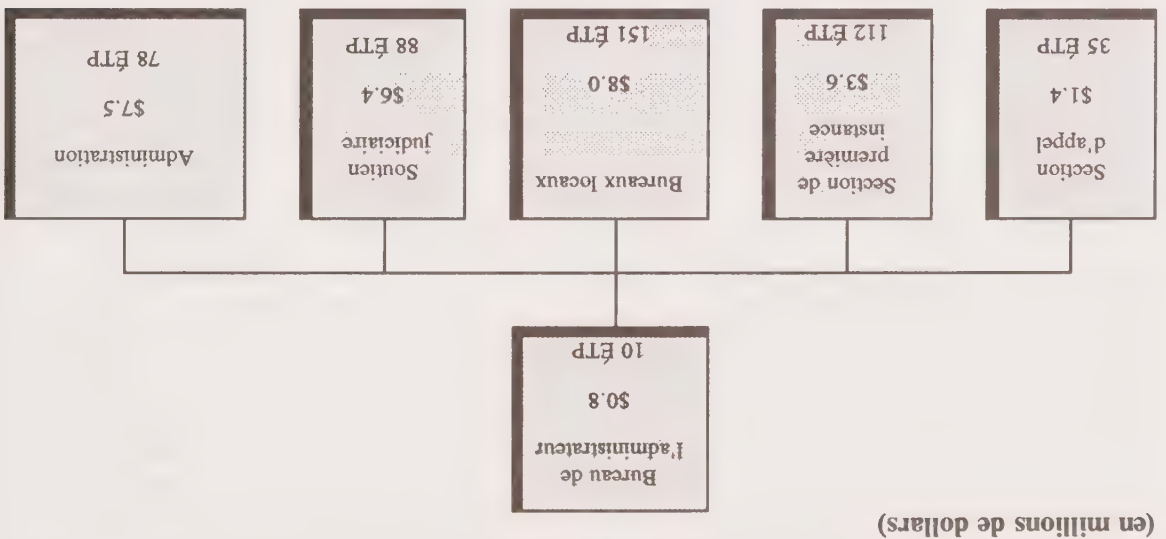 (en millions de dollars)
Bureau de
l'administrateur
$0.8
10 ÉTP
Section
d'appel
$1.4
35 ÉTP
Section de
première
instance
$3.6
112 ÉTP
Bureaux locaux
$8.0
151 ÉTP
Soutien
judiciaire
$6.4
88 ÉTP
Administration
$7.5
78 ÉTP